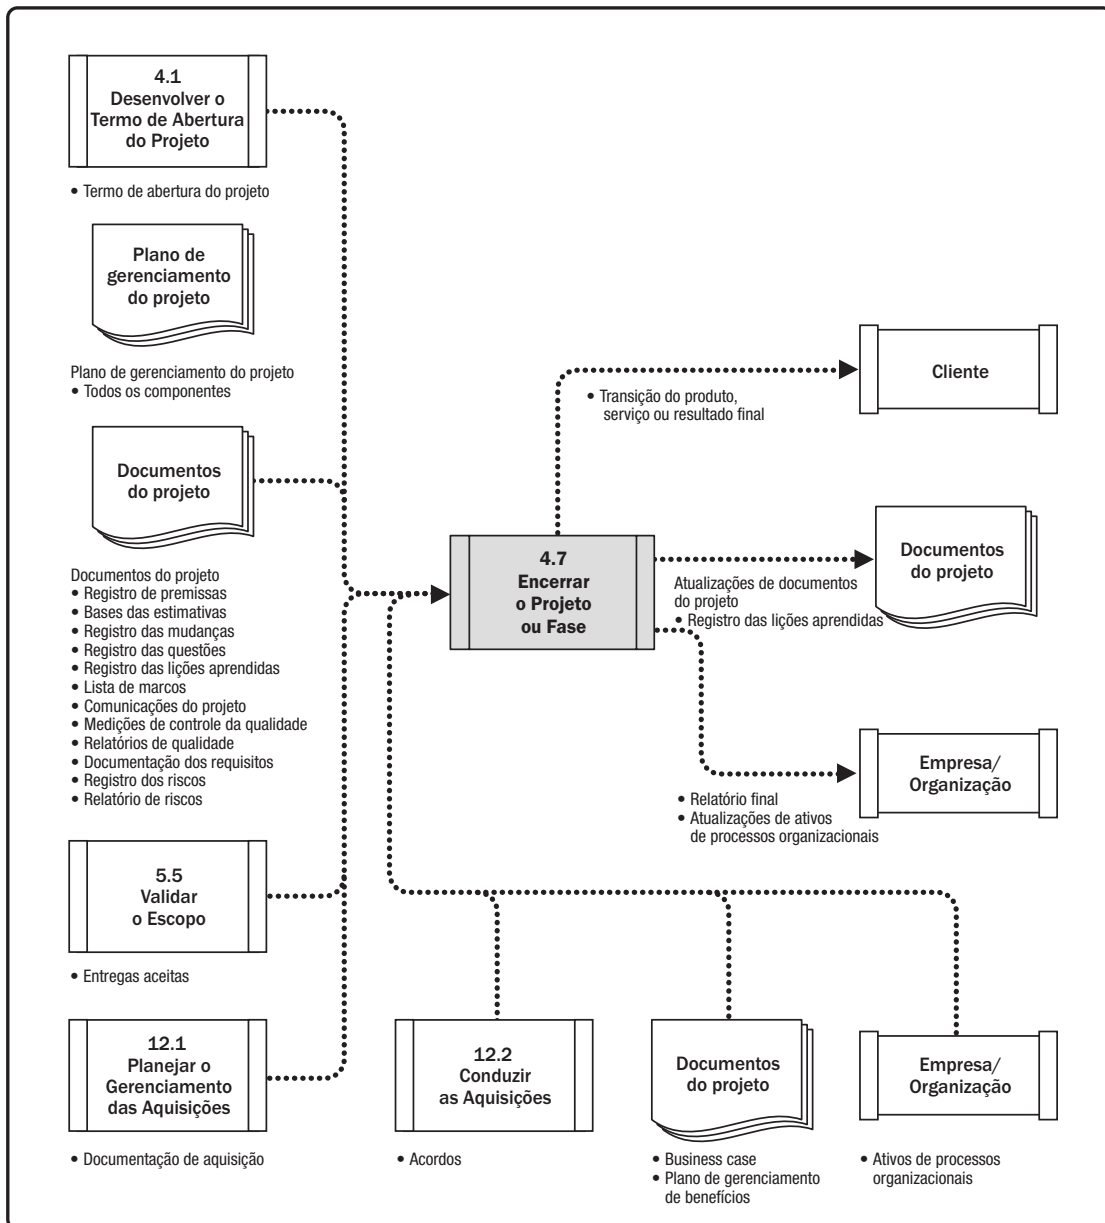 4.1
Desenvolver o
Termo de Abertura
do Projeto
• Termo de abertura do projeto
Plano de
gerenciamento
do projeto
Plano de gerenciamento do projeto
• Todos os componentes
Documentos
do projeto
Documentos do projeto
• Registro de premissas
• Bases das estimativas
• Registro das mudanças
• Registro das questões
• Registro das lições aprendidas
• Lista de marcos
• Comunicações do projeto
• Medições de controle da qualidade
• Relatórios de qualidade
• Documentação dos requisitos
• Registro dos riscos
• Relatório de riscos
5.5
Validar
o Escopo
• Entregas aceitas
12.1
Planejar o
Gerenciamento
das Aquisições
• Documentação de aquisição
4.7
Encerrar
o Projeto
ou Fase
Cliente
• Transição do produto,
serviço ou resultado final
Documentos
do projeto
Atualizações de documentos
do projeto
• Registro das lições aprendidas
Empresa/
Organização
• Relatório final
• Atualizações de ativos
de processos organizacionais
12.2
Conduzir
as Aquisições
• Acordos
Documentos
do projeto
• Business case
• Plano de gerenciamento
de benefícios
Empresa/
Organização
• Ativos de processos
organizacionais